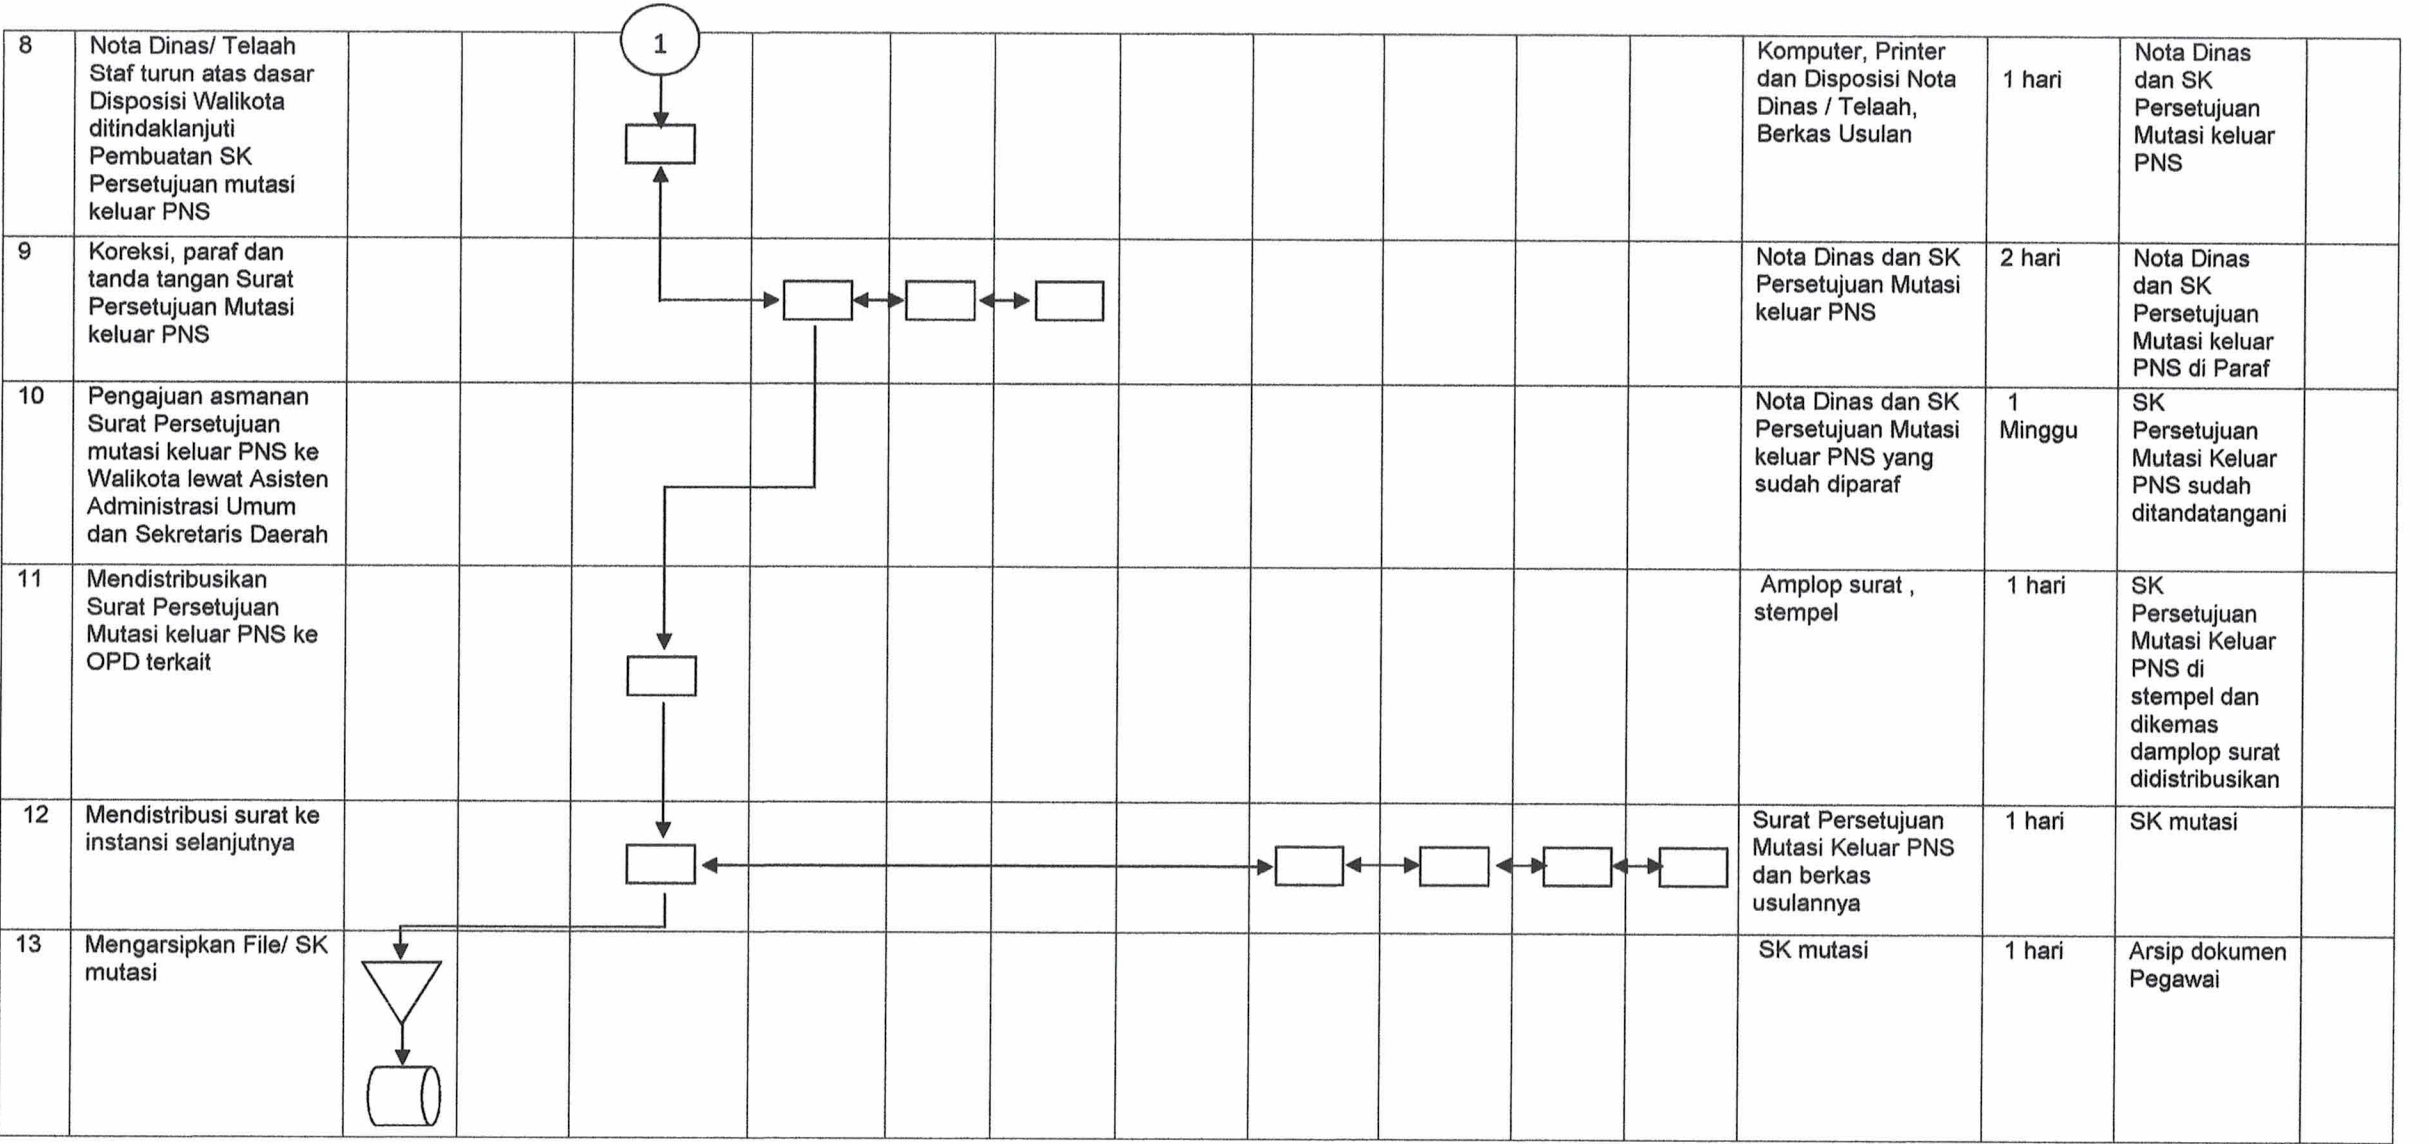 1
8
Nota Dinas/ Telaah
Staf turun atas dasar
Disposisi Walikota
ditindaklanjuti
Pembuatan SK
Persetujuan mutasi
keluar PNS
Komputer, Printer
dan Disposisi Nota
Dinas / Telaah,
Berkas Usulan
1 hari
Nota Dinas
dan SK
Persetujuan
Mutasi keluar
PNS
9
Koreksi, paraf dan
tanda tangan Surat
Persetujuan Mutasi
keluar PNS
Nota Dinas dan SK
Persetujuan Mutasi
keluar PNS
2 hari
Nota Dinas
dan SK
Persetujuan
Mutasi keluar
PNS di Paraf
10
Pengajuan asmanan
Surat Persetujuan
mutasi keluar PNS ke
Walikota lewat Asisten
Administrasi Umum
dan Sekretaris Daerah
Nota Dinas dan SK
Persetujuan Mutasi
keluar PNS yang
sudah diparaf
1
Minggu
SK
Persetujuan
Mutasi Keluar
PNS sudah
ditandatangani
11
Mendistribusikan
Surat Persetujuan
Mutasi keluar PNS ke
OPD terkait
Amplop surat ,
stempel
1 hari
SK
Persetujuan
Mutasi Keluar
PNS di
stempel dan
dikemas
damplop surat
didistribusikan
12
Mendistribusi surat ke
instansi selanjutnya
Surat Persetujuan
Mutasi Keluar PNS
dan berkas
usulannya
1 hari
SK mutasi
13
Mengarsipkan File/ SK
mutasi
SK mutasi
1 hari
Arsip dokumen
Pegawai